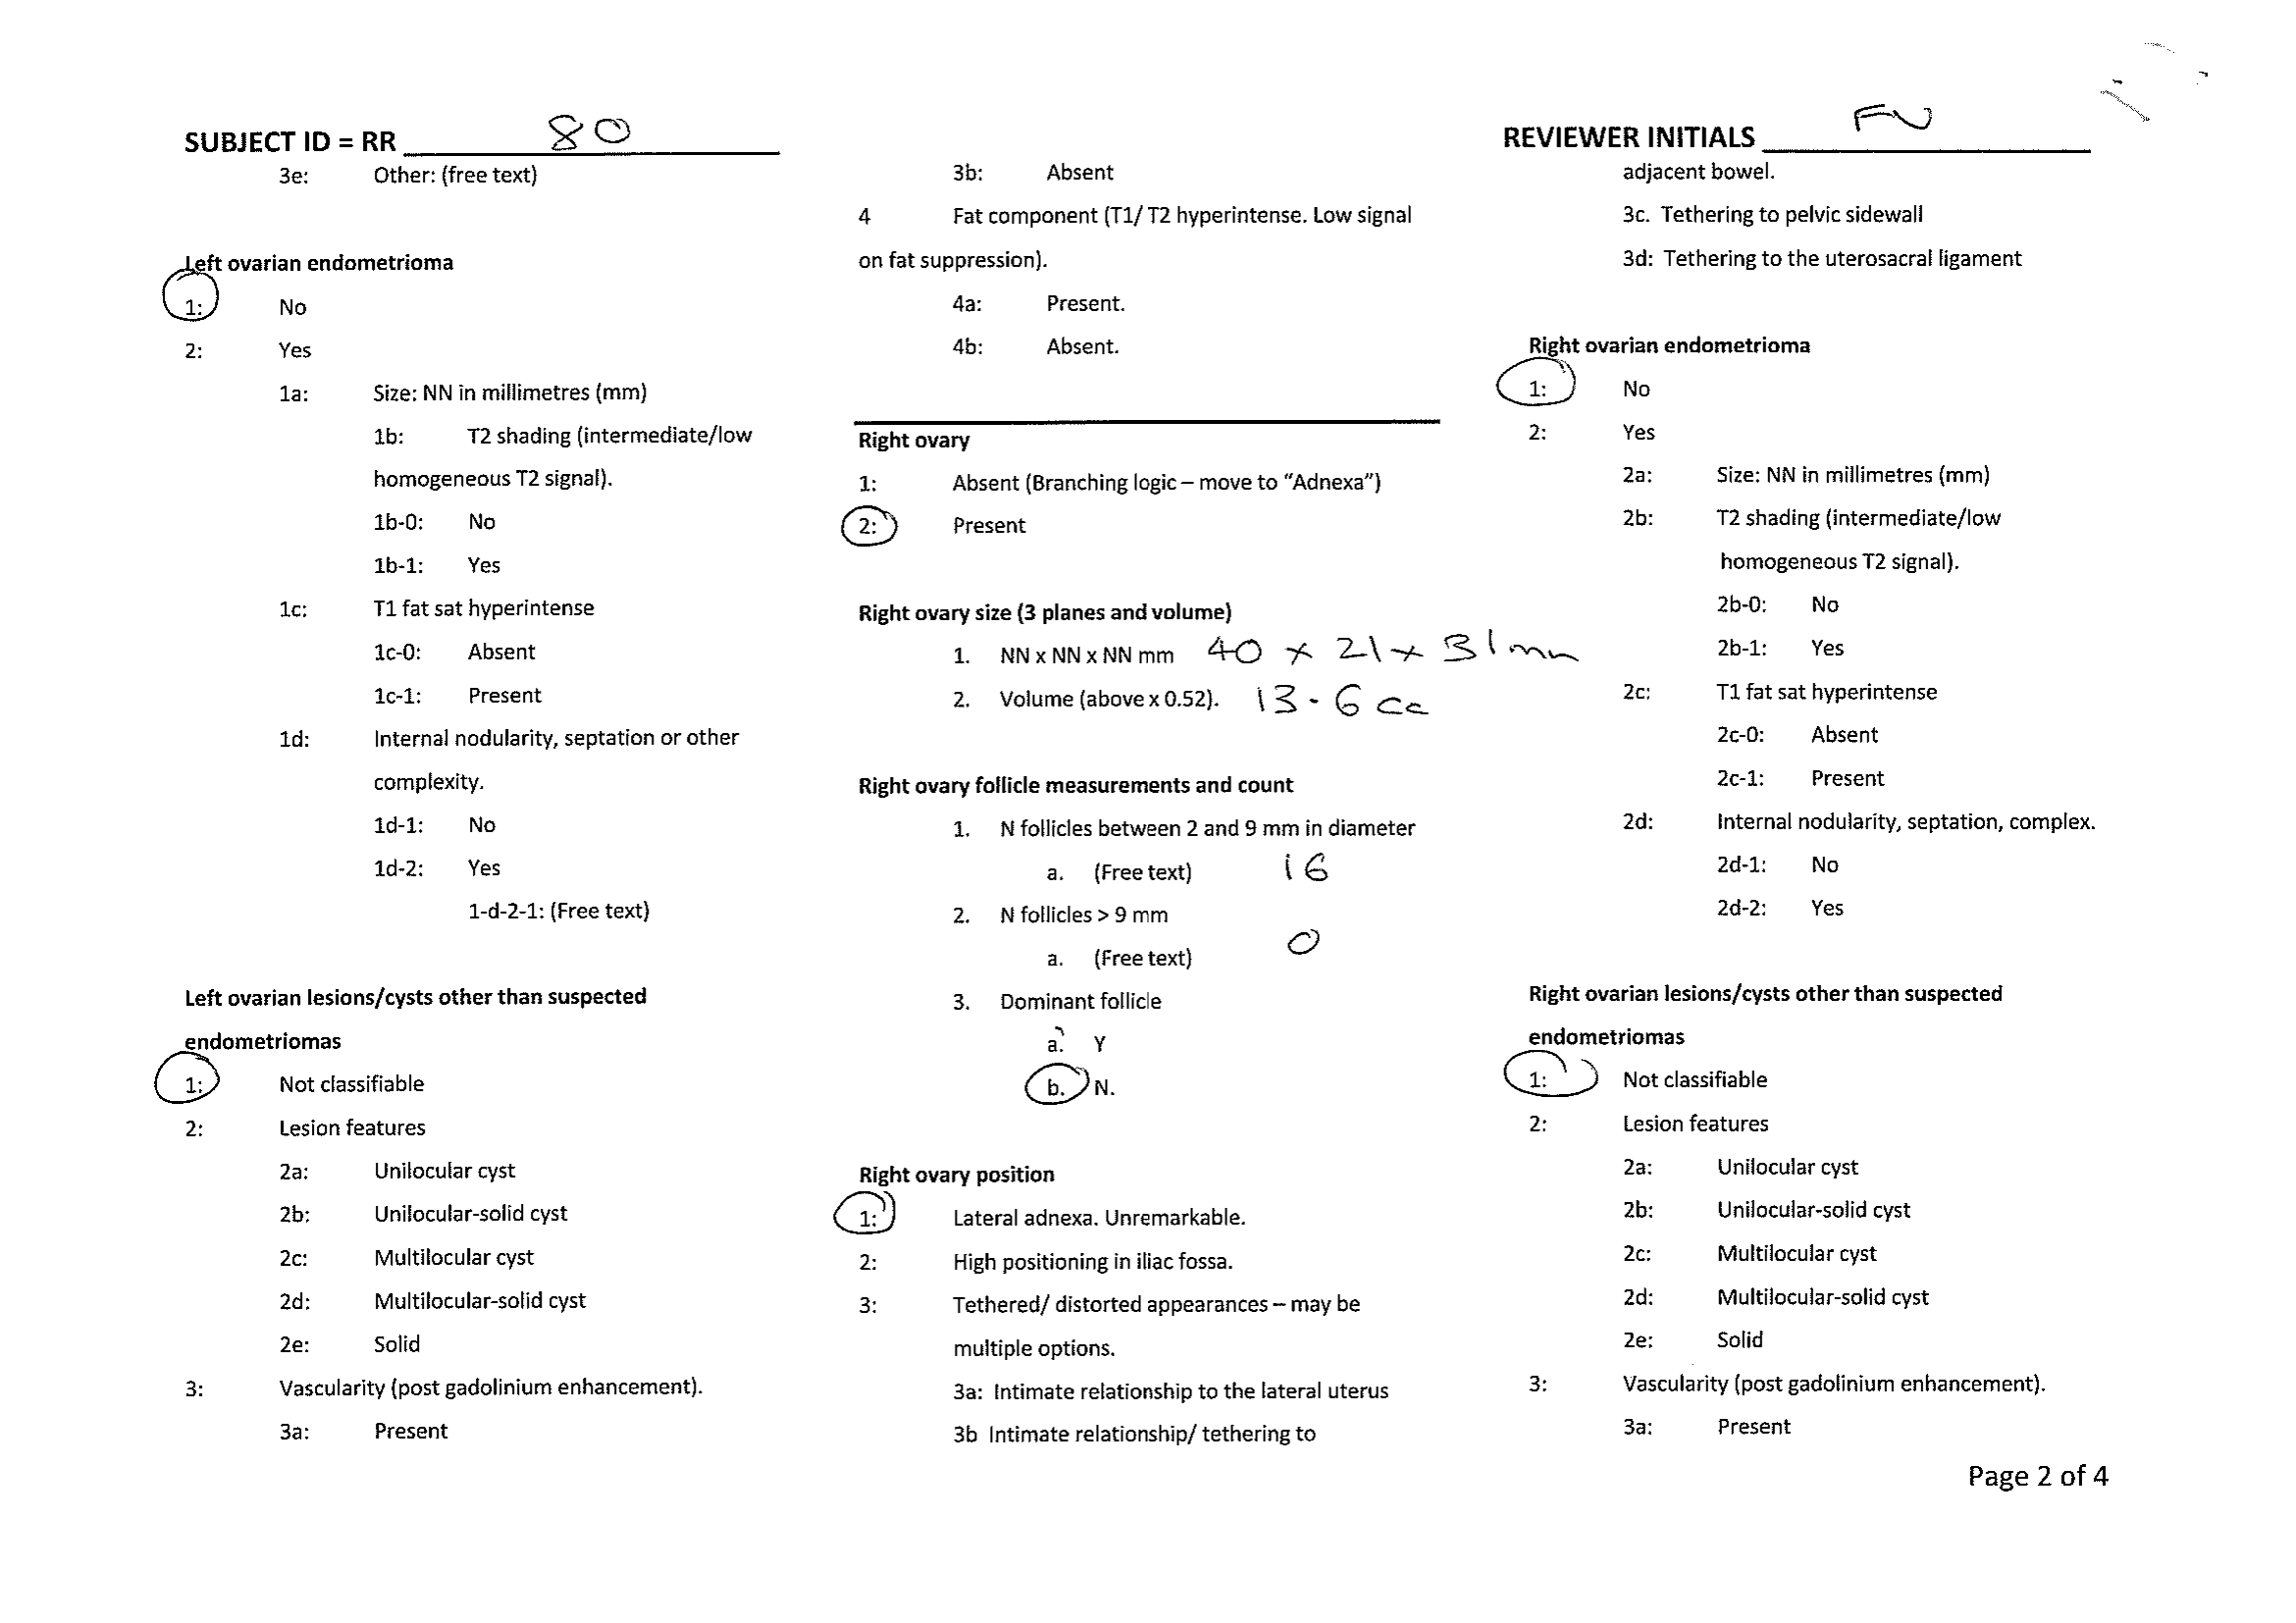 SUBJECT ID = RR 80
REVIEWER INITIALS FN
3e: Other: (free text)
Left ovarian endometrioma
1: No
2: Yes
1a: Size: NN in millimetres (mm)
1b: T2 shading (intermediate/low
homogeneous T2 signal).
1b-0: No
1b-1: Yes
1c: T1 fat sat hyperintense
1c-0: Absent
1c-1: Present
1d: Internal nodularity, septation or other
complexity.
1d-1: No
1d-2: Yes
1-d-2-1: (Free text)
Left ovarian lesions/cysts other than suspected
endometriomas
1: Not classifiable
2: Lesion features
2a: Unilocular cyst
2b: Unilocular-solid cyst
2c: Multilocular cyst
2d: Multilocular-solid cyst
2e: Solid
3: Vascularity (post gadolinium enhancement).
3a: Present
3b: Absent
4 Fat component (T1/ T2 hyperintense. Low signal
on fat suppression).
4a: Present.
4b: Absent.
Right ovary
1: Absent (Branching logic – move to “Adnexa”)
2: Present
Right ovary size (3 planes and volume)
1. NN x NN x NN mm 40 x 21 x 31mm
2. Volume (above x 0.52). 13.6 cc
Right ovary follicle measurements and count
1. N follicles between 2 and 9 mm in diameter
a. (Free text) 16
2. N follicles > 9 mm
a. (Free text) 0
3. Dominant follicle
a. Y
b. N.
Right ovary position
1: Lateral adnexa. Unremarkable.
2: High positioning in iliac fossa.
3: Tethered/ distorted appearances – may be
multiple options.
3a: Intimate relationship to the lateral uterus
3b Intimate relationship/ tethering to
adjacent bowel.
3c. Tethering to pelvic sidewall
3d: Tethering to the uterosacral ligament
Right ovarian endometrioma
1: No
2: Yes
2a: Size: NN in millimetres (mm)
2b: T2 shading (intermediate/low
homogeneous T2 signal).
2b-0: No
2b-1: Yes
2c: T1 fat sat hyperintense
2c-0: Absent
2c-1: Present
2d: Internal nodularity, septation, complex.
2d-1: No
2d-2: Yes
Right ovarian lesions/cysts other than suspected
endometriomas
1: Not classifiable
2: Lesion features
2a: Unilocular cyst
2b: Unilocular-solid cyst
2c: Multilocular cyst
2d: Multilocular-solid cyst
2e: Solid
3: Vascularity (post gadolinium enhancement).
3a: Present
Page 2 of 4